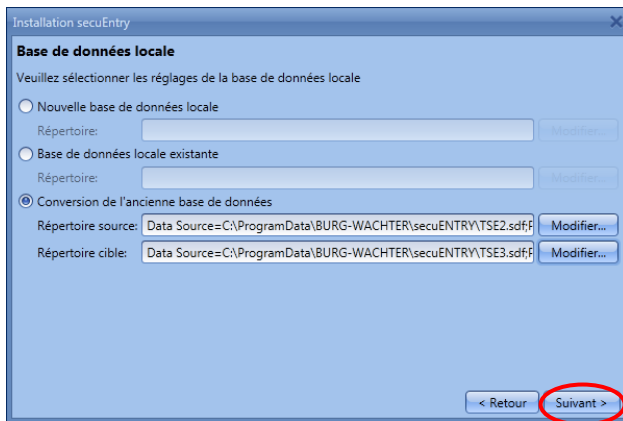 Installation secuEntry
Base de données locale
Veuillez sélectionner les réglages de la base de données locale
Nouvelle base de données locale
Répertoire: Modifier...
Base de données locale existante
Répertoire: Modifier...
Conversion de l'ancienne base de données
Répertoire source: Data Source=C:\ProgramData\BURG-WACHTER\secuENTRY\TSE2.sdf; Modifier...
Répertoire cible: Data Source=C:\ProgramData\BURG-WACHTER\secuENTRY\TSE3.sdf; Modifier...
< Retour Suivant >